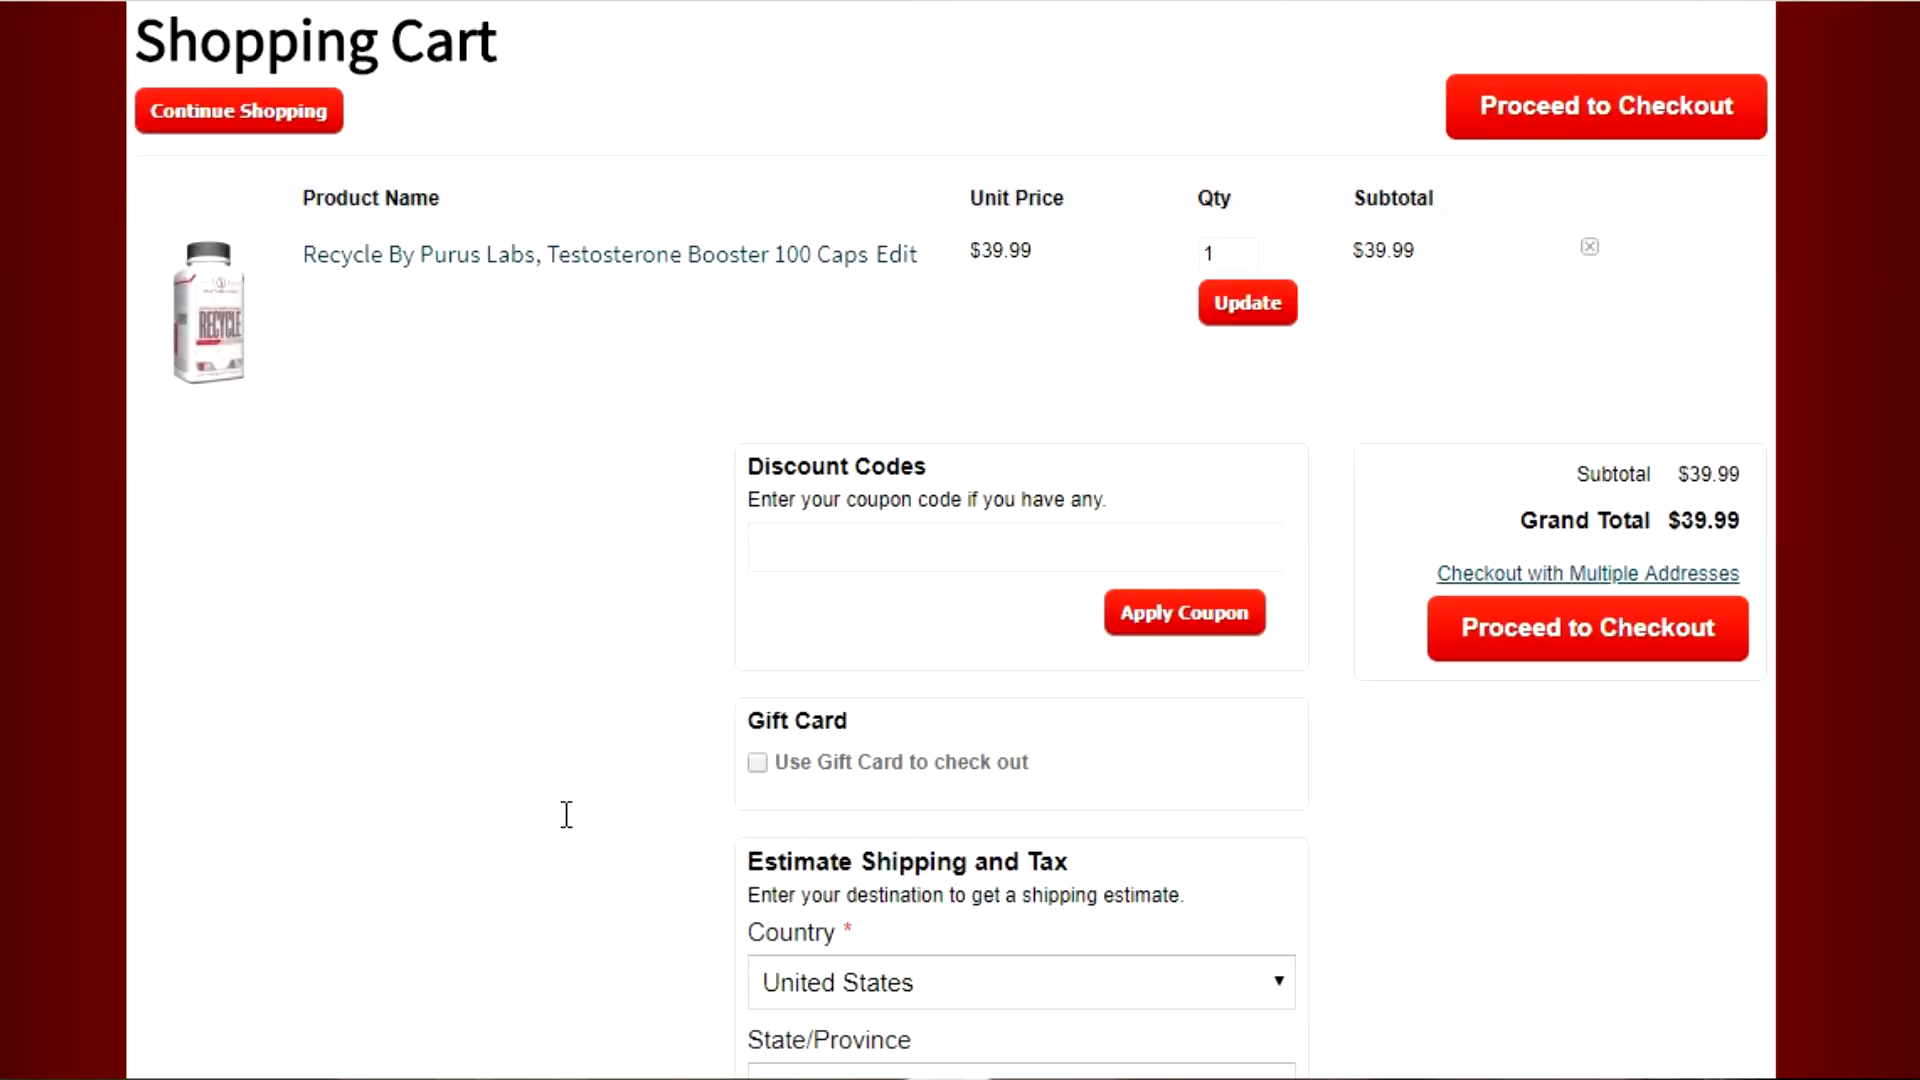 Shopping Cart
Continue Shopping
Proceed to Checkout
Product Name Unit Price Qty Subtotal
Recycle By Purus Labs, Testosterone Booster 100 Caps Edit $39.99 1 $39.99
Update
RECYCLE
Discount Codes
Enter your coupon code if you have any.
Apply Coupon
Subtotal $39.99
Grand Total $39.99
Checkout with Multiple Addresses
Proceed to Checkout
Gift Card
Use Gift Card to check out
Estimate Shipping and Tax
Enter your destination to get a shipping estimate.
Country *
United States
State/Province